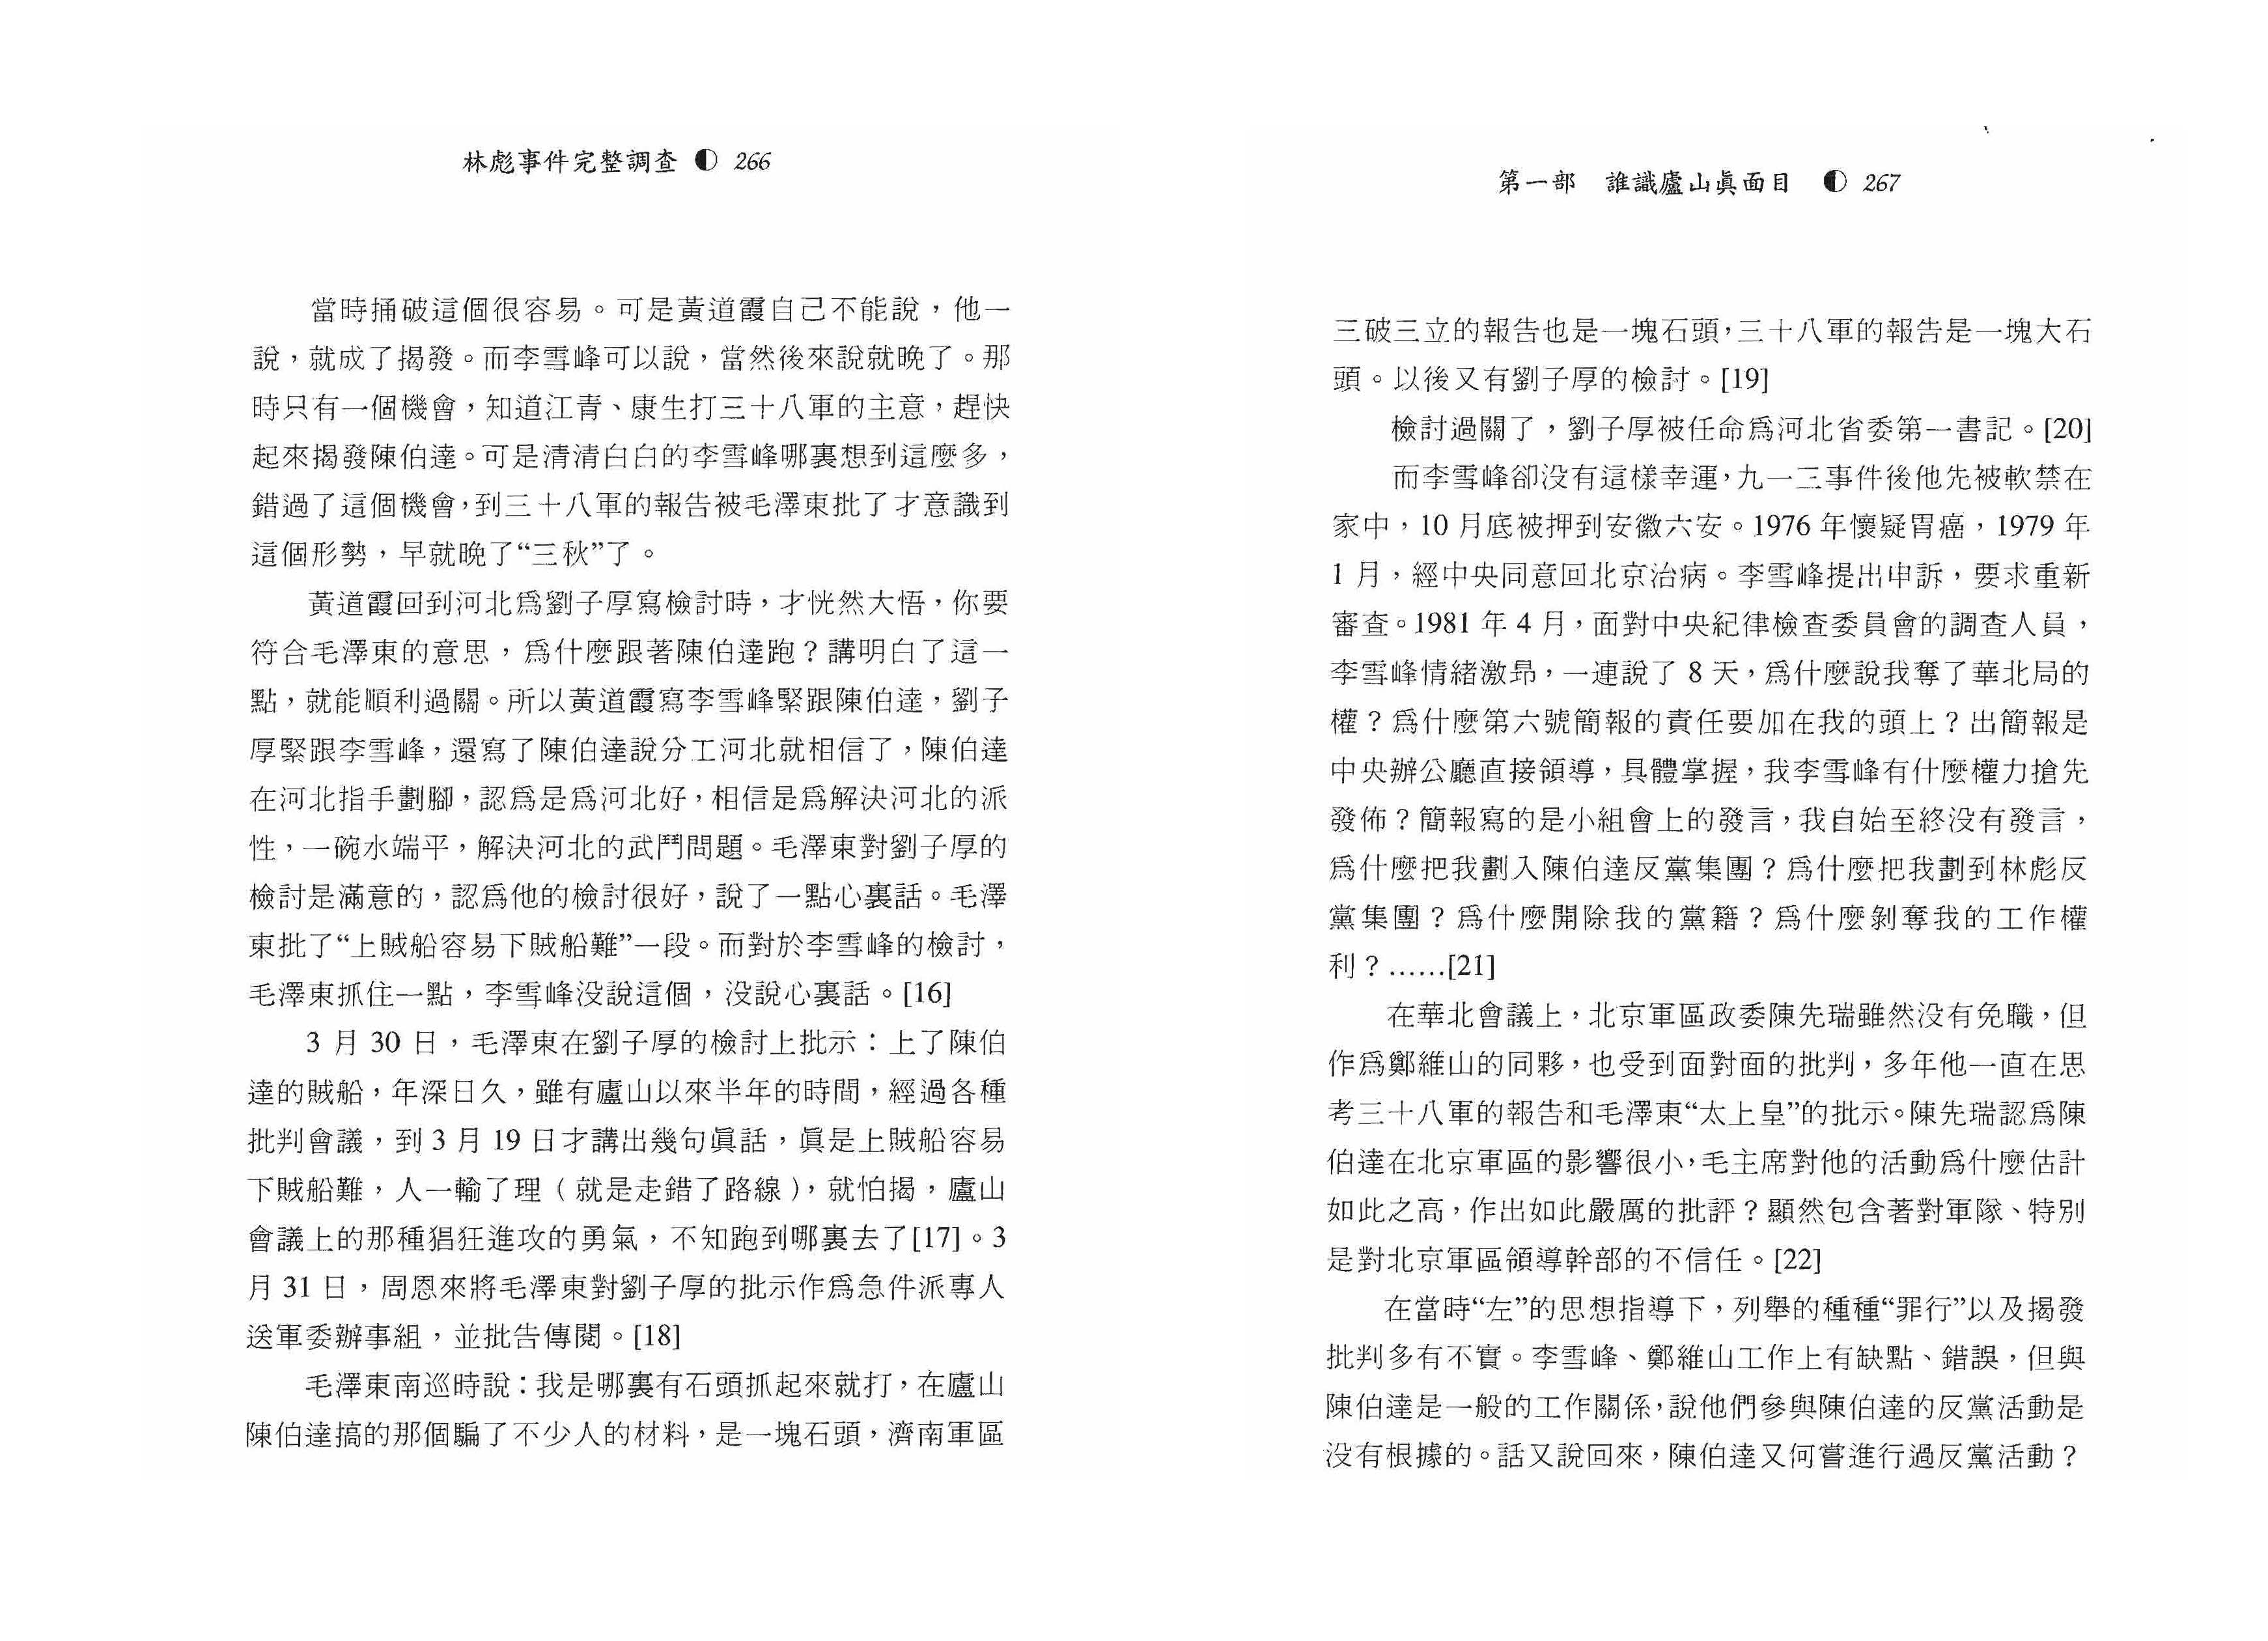 林彪事件完整調查 ◐ 266
當時捅破這個很容易。可是黃道霞自己不能說，他一
說，就成了揭發。而李雪峰可以說，當然後來說就晚了。那
時只有一個機會，知道江青、康生打三十八軍的主意，趕快
起來揭發陳伯達。可是清清白白的李雪峰哪裏想到這麼多，
錯過了這個機會，到三十八軍的報告被毛澤東批了才意識到
這個形勢，早就晚了“三秋”了。
黃道霞回到河北爲劉子厚寫檢討時，才恍然大悟，你要
符合毛澤東的意思，爲什麼跟著陳伯達跑？講明白了這一
點，就能順利過關。所以黃道霞寫李雪峰緊跟陳伯達，劉子
厚緊跟李雪峰，還寫了陳伯達說分工河北就相信了，陳伯達
在河北指手劃腳，認爲是爲河北好，相信是爲解決河北的派
性，一碗水端平，解決河北的武鬥問題。毛澤東對劉子厚的
檢討是滿意的，認爲他的檢討很好，說了一點心裏話。毛澤
東批了“上賊船容易下賊船難”一段。而對於李雪峰的檢討，
毛澤東抓住一點，李雪峰没說這個，没說心裏話。[16]
3 月 30 日，毛澤東在劉子厚的檢討上批示：上了陳伯
達的賊船，年深日久，雖有廬山以來半年的時間，經過各種
批判會議，到 3 月 19 日才講出幾句眞話，眞是上賊船容易
下賊船難，人一輸了理（就是走錯了路線），就怕揭，廬山
會議上的那種猖狂進攻的勇氣，不知跑到哪裏去了[17]。3
月 31 日，周恩來將毛澤東對劉子厚的批示作爲急件派專人
送軍委辦事組，並批告傳閱。[18]
毛澤東南巡時說：我是哪裏有石頭抓起來就打，在廬山
陳伯達搞的那個騙了不少人的材料，是一塊石頭，濟南軍區
第一部　誰識廬山眞面目　◐ 267
三破三立的報告也是一塊石頭，三十八軍的報告是一塊大石
頭。以後又有劉子厚的檢討。[19]
檢討過關了，劉子厚被任命爲河北省委第一書記。[20]
而李雪峰卻没有這樣幸運，九一三事件後他先被軟禁在
家中，10 月底被押到安徽六安。1976 年懷疑胃癌，1979 年
1 月，經中央同意回北京治病。李雪峰提出申訴，要求重新
審查。1981 年 4 月，面對中央紀律檢查委員會的調查人員，
李雪峰情緒激昂，一連說了 8 天，爲什麼說我奪了華北局的
權？爲什麼第六號簡報的責任要加在我的頭上？出簡報是
中央辦公廳直接領導，具體掌握，我李雪峰有什麼權力搶先
發佈？簡報寫的是小組會上的發言，我自始至終没有發言，
爲什麼把我劃入陳伯達反黨集團？爲什麼把我劃到林彪反
黨集團？爲什麼開除我的黨籍？爲什麼剝奪我的工作權
利？……[21]
在華北會議上，北京軍區政委陳先瑞雖然没有免職，但
作爲鄭維山的同夥，也受到面對面的批判，多年他一直在思
考三十八軍的報告和毛澤東“太上皇”的批示。陳先瑞認爲陳
伯達在北京軍區的影響很小，毛主席對他的活動爲什麼估計
如此之高，作出如此嚴厲的批評？顯然包含著對軍隊、特別
是對北京軍區領導幹部的不信任。[22]
在當時“左”的思想指導下，列舉的種種“罪行”以及揭發
批判多有不實。李雪峰、鄭維山工作上有缺點、錯誤，但與
陳伯達是一般的工作關係，說他們參與陳伯達的反黨活動是
没有根據的。話又說回來，陳伯達又何嘗進行過反黨活動？